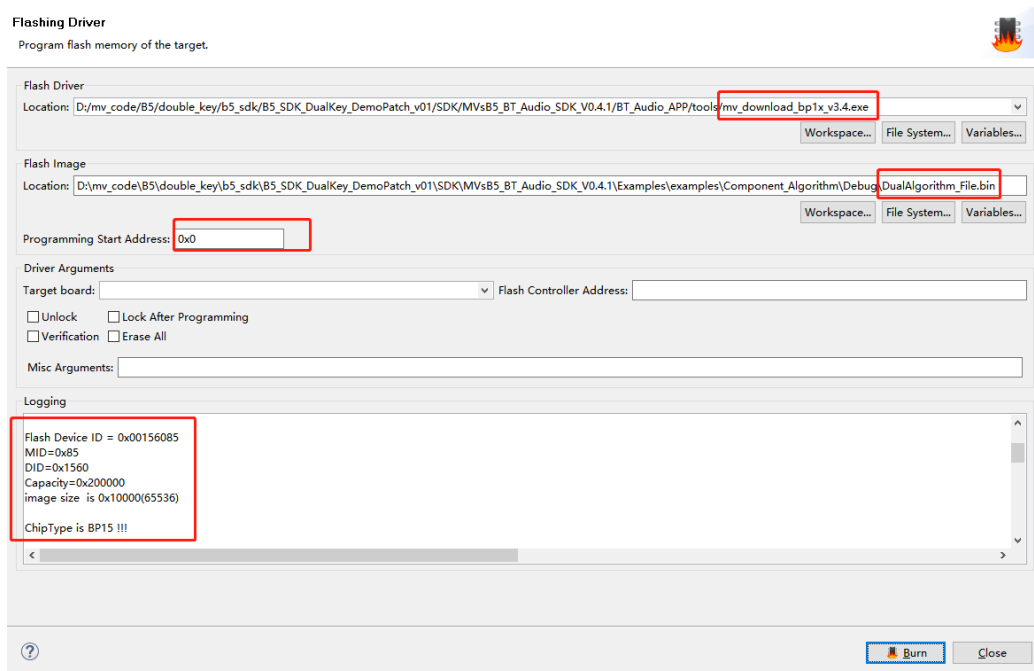 Flashing Driver
Program flash memory of the target.
Flash Driver
Location: D:/mv_code/B5/double_key/b5_sdk/B5_SDK_DualKey_DemoPatch_v01/SDK/MVsB5_BT_Audio_SDK_V0.4.1/BT_Audio_APP/tools/mv_download_bp1x_v3.4.exe
Workspace... File System... Variables...
Flash Image
Location: D:\mv_code\B5\double_key\b5_sdk\B5_SDK_DualKey_DemoPatch_v01\SDK\MVsB5_BT_Audio_SDK_V0.4.1\Examples\examples\Component_Algorithm\Debug\DualAlgorithm_File.bin
Workspace... File System... Variables...
Programming Start Address: 0x0
Driver Arguments
Target board: Flash Controller Address:
Unlock Lock After Programming
Verification Erase All
Misc Arguments:
Logging
Flash Device ID = 0x00156085
MID=0x85
DID=0x1560
Capacity=0x200000
image size is 0x10000(65536)
ChipType is BP15 !!!
? Burn Close